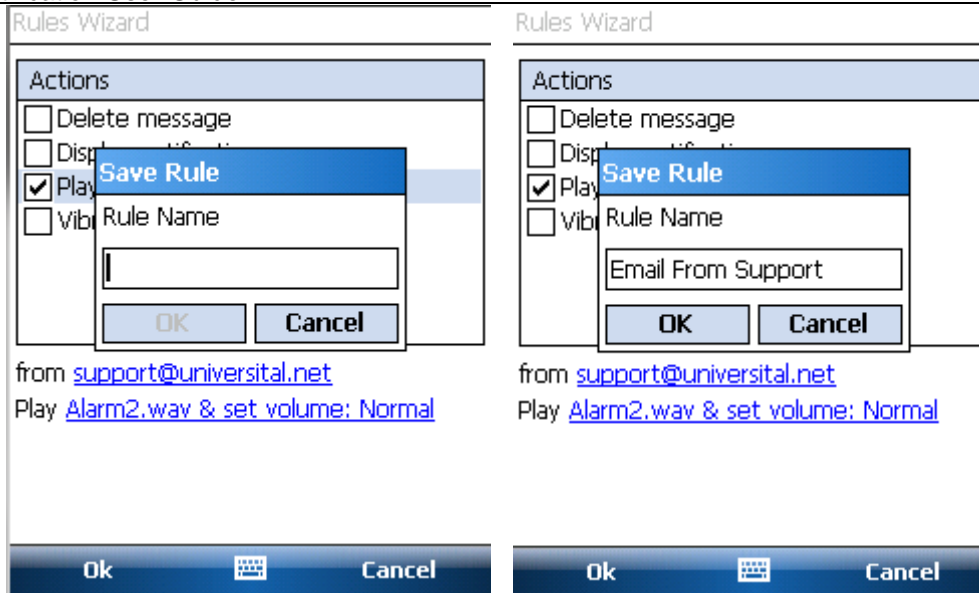 Rules Wizard
Actions
Delete message
Play
Save Rule
Rule Name
OK Cancel
from support@universital.net
Play Alarm2.wav & set volume: Normal
Ok Cancel
Rules Wizard
Actions
Delete message
Play
Save Rule
Rule Name
Email From Support
OK Cancel
from support@universital.net
Play Alarm2.wav & set volume: Normal
Ok Cancel